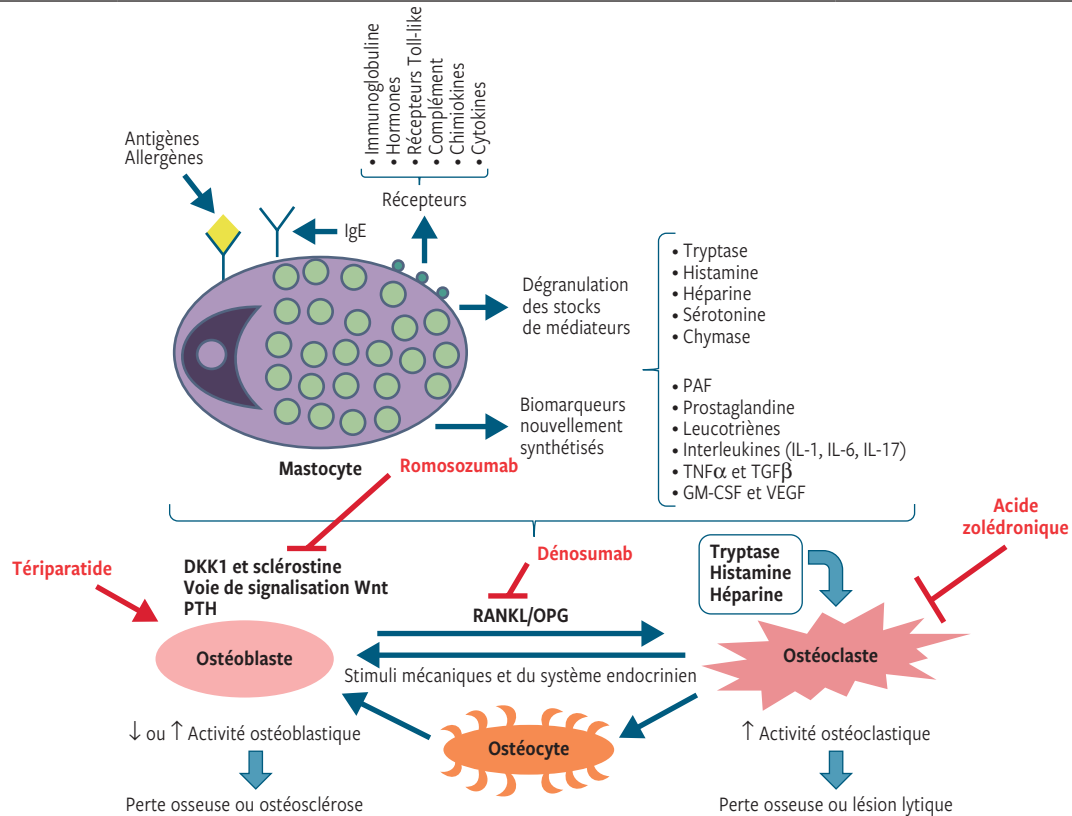 • Immunoglobuline
• Hormones
• Récepteurs Toll-like
• Complément
• Chimiokines
• Cytokines
Antigènes
Allergènes
Récepteurs
IgE
Dégranulation
des stocks
de médiateurs
• Tryptase
• Histamine
• Héparine
• Sérotonine
• Chymase
Biomarqueurs
nouvellement
synthétisés
• PAF
• Prostaglandine
• Leucotriènes
• Interleukines (IL-1, IL-6, IL-17)
• TNFα et TGFβ
• GM-CSF et VEGF
Mastocyte
Romosozumab
Acide
zolédronique
Tériparatide
DKK1 et sclérostine
Voie de signalisation Wnt
PTH
Dénosumab
RANKL/OPG
Tryptase
Histamine
Héparine
Ostéoblaste
Ostéoclaste
Stimuli mécaniques et du système endocrinien
Ostéocyte
↓ ou ↑ Activité ostéoblastique
↑ Activité ostéoclastique
Perte osseuse ou ostéosclérose
Perte osseuse ou lésion lytique